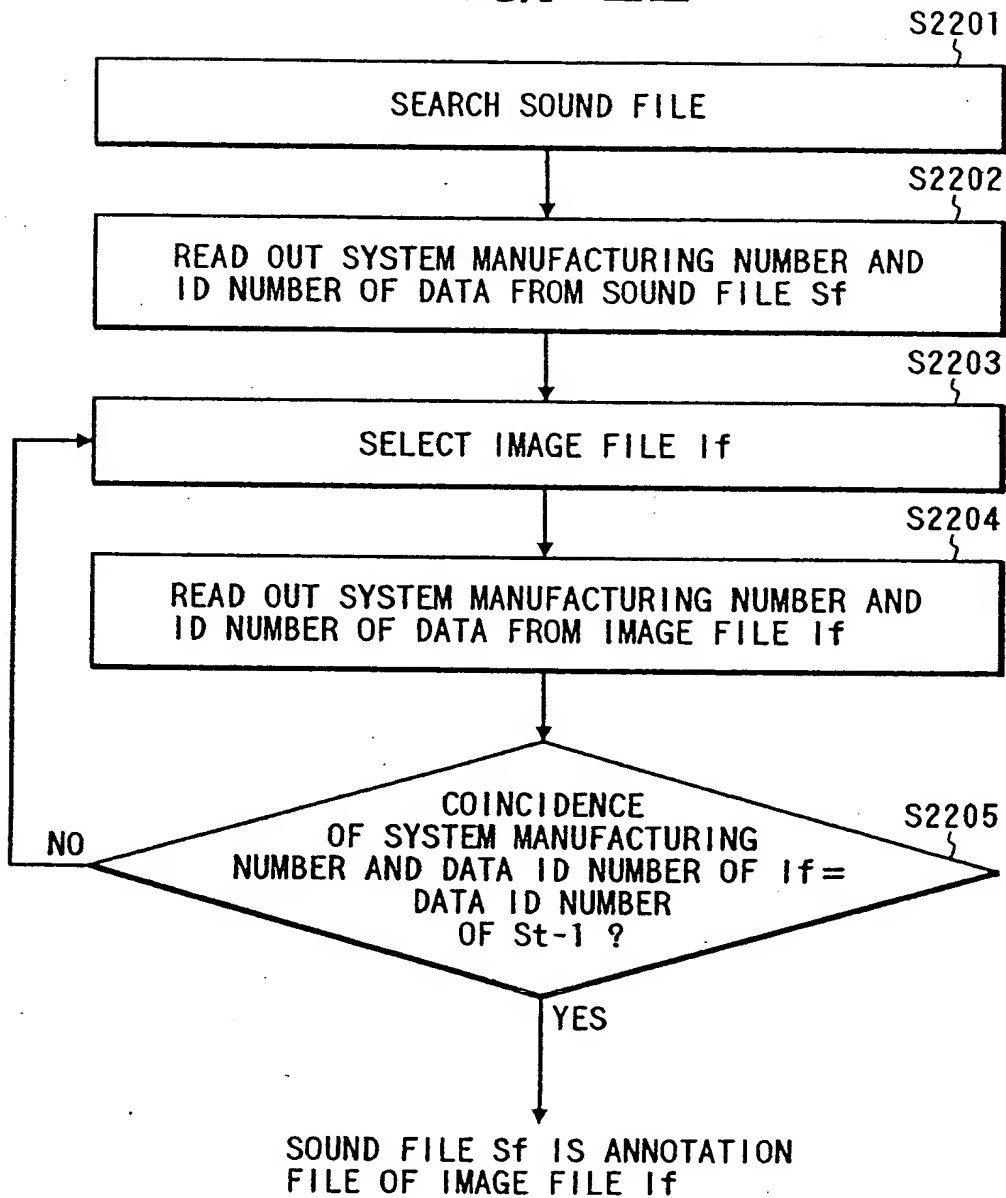 S2201
SEARCH SOUND FILE
S2202
READ OUT SYSTEM MANUFACTURING NUMBER AND
ID NUMBER OF DATA FROM SOUND FILE Sf
S2203
SELECT IMAGE FILE If
S2204
READ OUT SYSTEM MANUFACTURING NUMBER AND
ID NUMBER OF DATA FROM IMAGE FILE If
S2205
COINCIDENCE
OF SYSTEM MANUFACTURING
NUMBER AND DATA ID NUMBER OF If=
DATA ID NUMBER
OF St-1 ?
NO
YES
SOUND FILE Sf IS ANNOTATION
FILE OF IMAGE FILE If